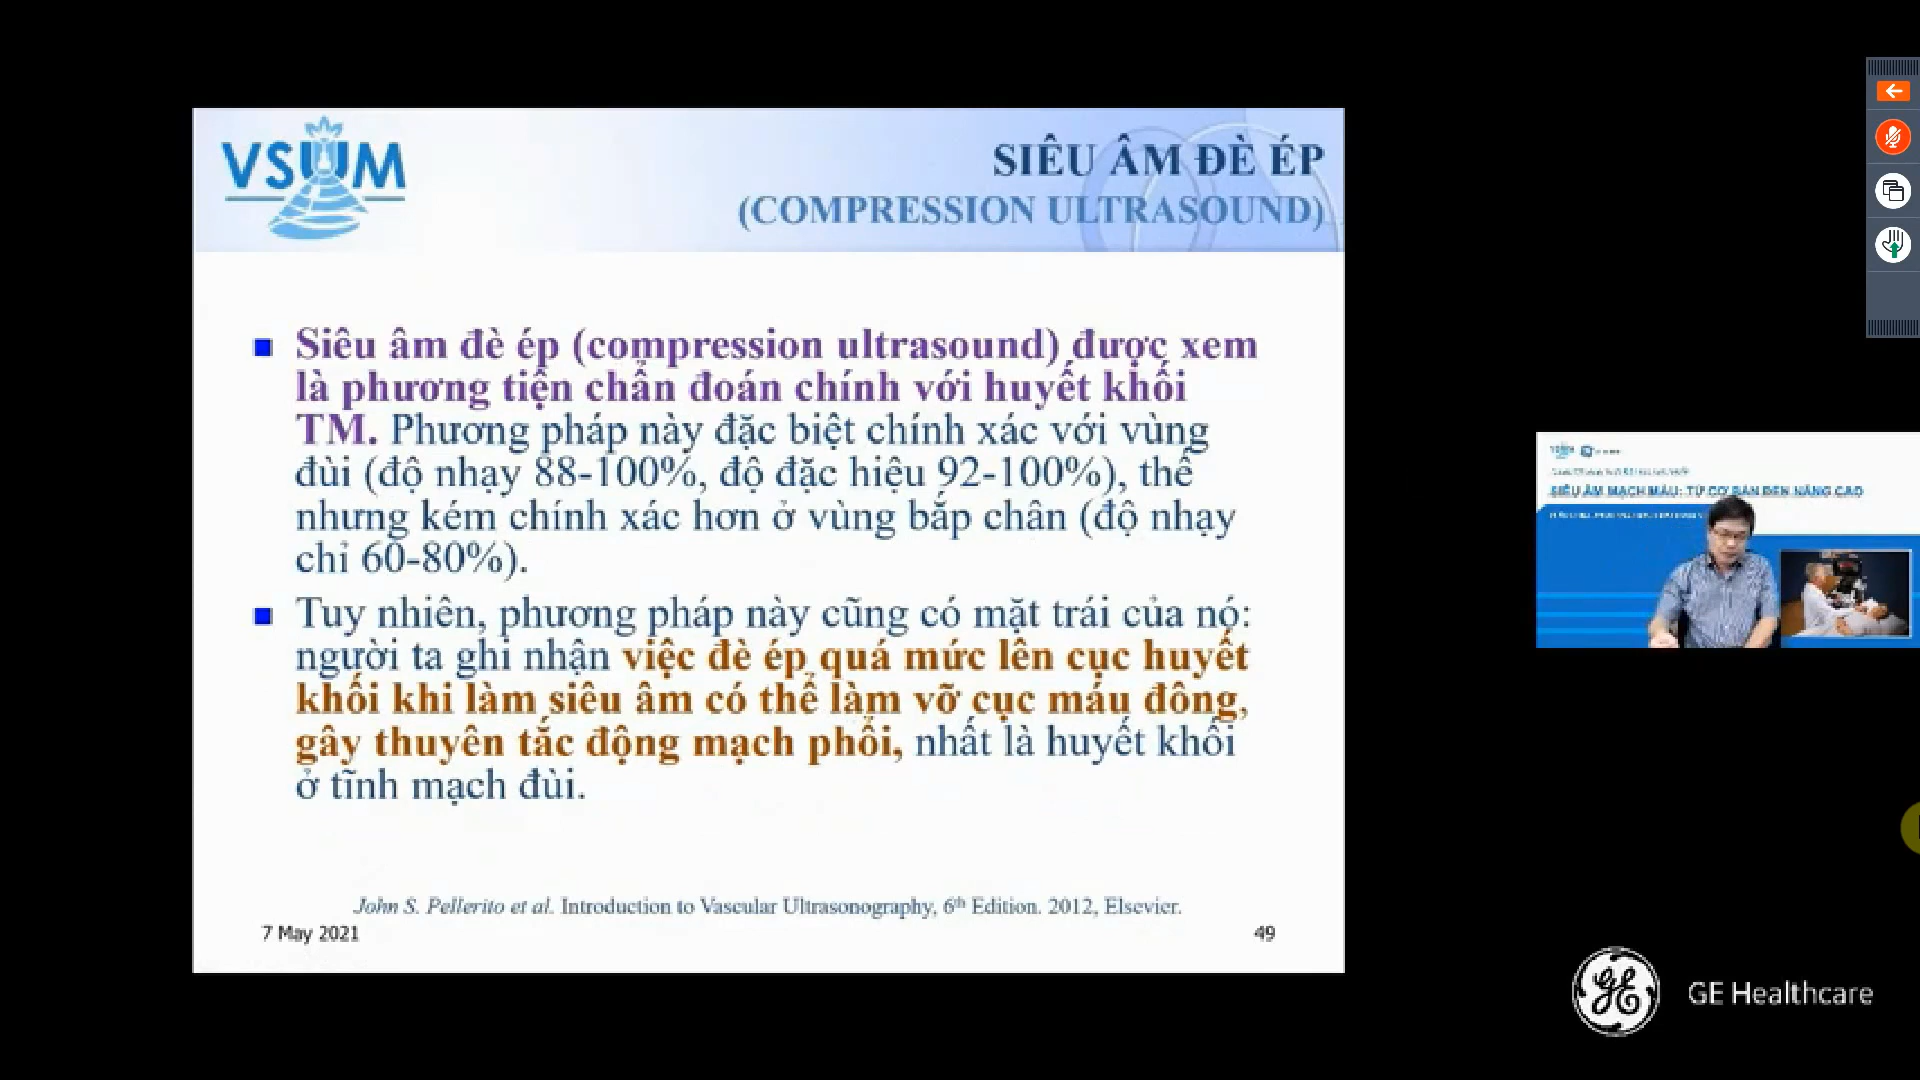 VSUM
SIÊU ÂM ĐÈ ÉP
(COMPRESSION ULTRASOUND)
Siêu âm đè ép (compression ultrasound) được xem
là phương tiện chẩn đoán chính với huyết khối
TM. Phương pháp này đặc biệt chính xác với vùng
đùi (độ nhạy 88-100%, độ đặc hiệu 92-100%), thế
nhưng kém chính xác hơn ở vùng bắp chân (độ nhạy
chỉ 60-80%).
Tuy nhiên, phương pháp này cũng có mặt trái của nó:
người ta ghi nhận việc đè ép quá mức lên cục huyết
khối khi làm siêu âm có thể làm vỡ cục máu đông,
gây thuyên tắc động mạch phổi, nhất là huyết khối
ở tĩnh mạch đùi.
John S. Pellerito et al. Introduction to Vascular Ultrasonography, 6th Edition. 2012, Elsevier.
7 May 2021
49
SIÊU ÂM MẠCH MÁU: TỪ CƠ BẢN ĐẾN NÂNG CAO
GE Healthcare